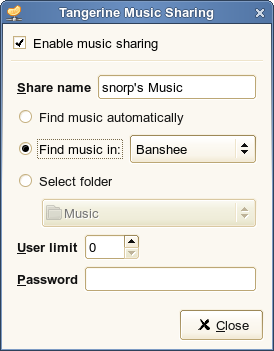 Tangerine Music Sharing
Enable music sharing
Share name snorp's Music
Find music automatically
Find music in: Banshee
Select folder
Music
User limit 0
Password
Close